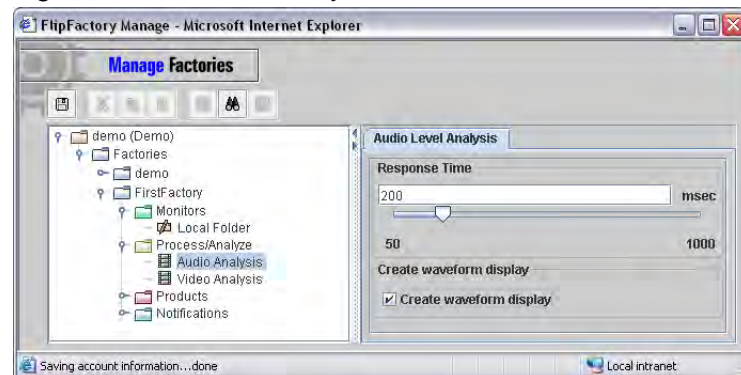 FlipFactory Manage - Microsoft Internet Explorer
Manage Factories
demo (Demo)
Factories
demo
FirstFactory
Monitors
Local Folder
Process/Analyze
Audio Analysis
Video Analysis
Products
Notifications
Audio Level Analysis
Response Time
200 msec
50 1000
Create waveform display
Create waveform display
Saving account information...done
Local intranet